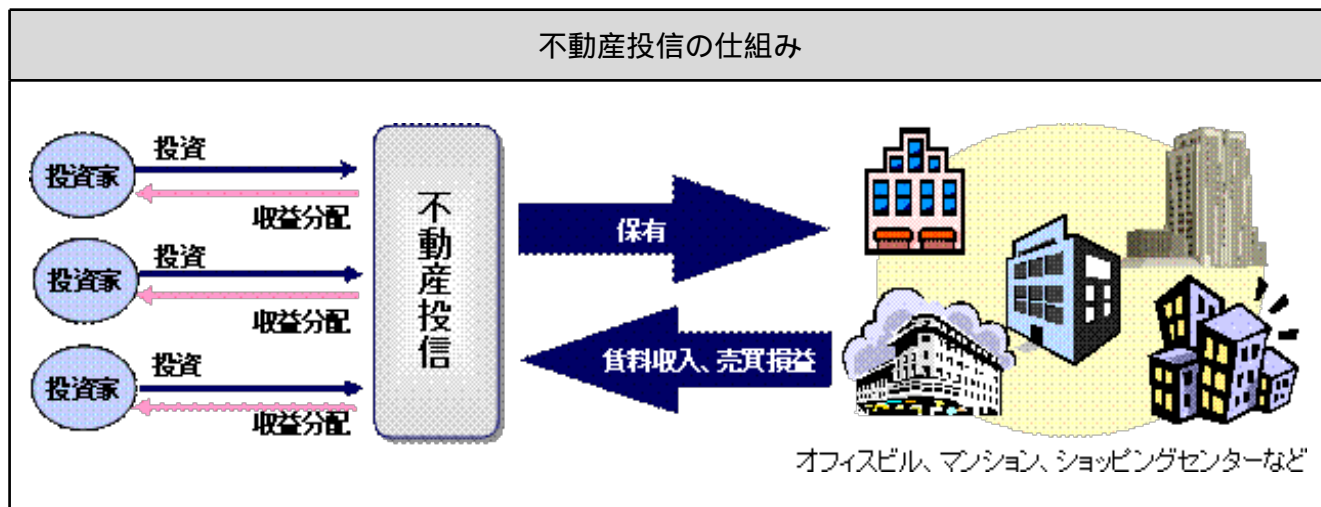 不動産投信の仕組み
投資
投資家
収益分配
投資
投資家
収益分配
投資
投資家
収益分配
不動産投信
保有
賃料収入、売買損益
オフィスビル、マンション、ショッピングセンターなど